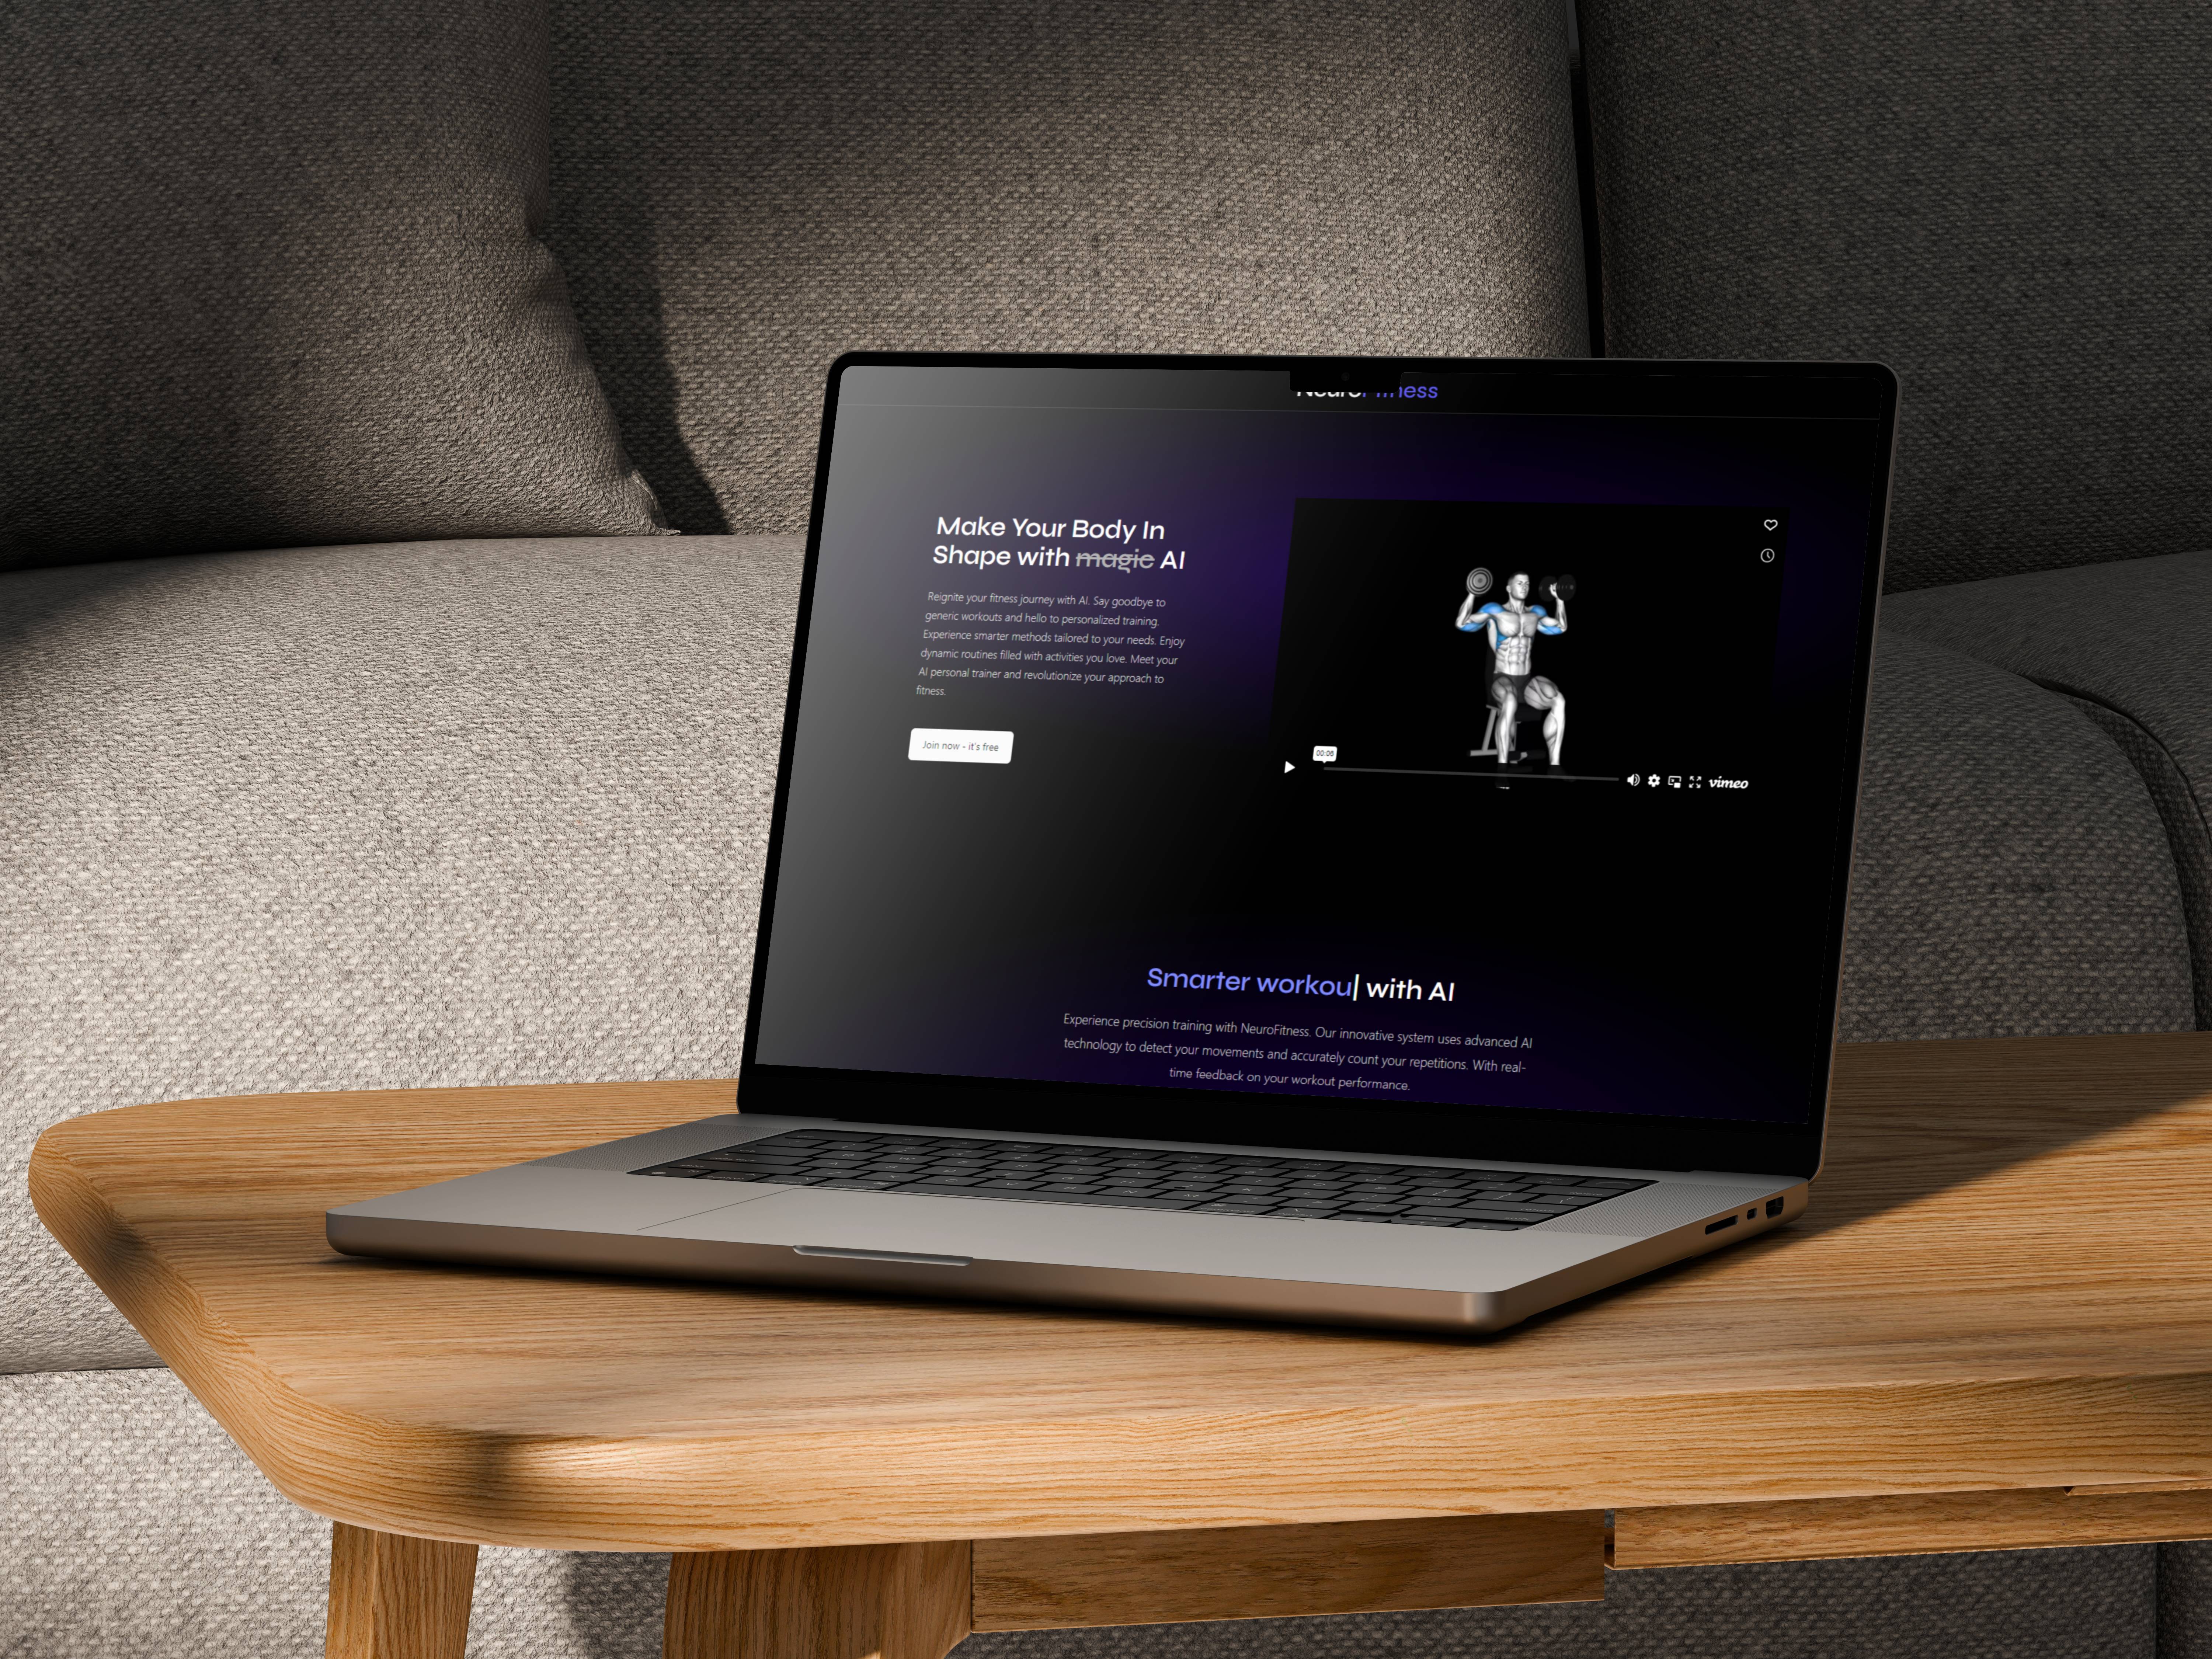 NeuroFitness
Make Your Body In
Shape with magic AI
Reignite your fitness journey with AI. Say goodbye to
generic workouts and hello to personalized training.
Experience smarter methods tailored to your needs. Enjoy
dynamic routines filled with activities you love. Meet your
AI personal trainer and revolutionize your approach to
fitness.
Join now - it's free
00:06
vimeo
Smarter workou| with AI
Experience precision training with NeuroFitness. Our innovative system uses advanced AI
technology to detect your movements and accurately count your repetitions. With real-
time feedback on your workout performance.